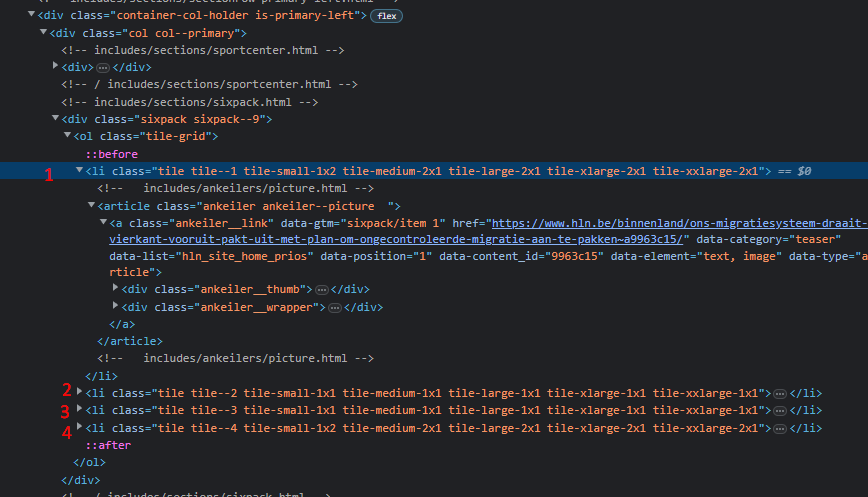 <div class="container-col-holder is-primary-left"> flex
<div class="col col--primary">
<!-- includes/sections/sportcenter.html -->
<div> … </div>
<!-- / includes/sections/sportcenter.html -->
<!-- includes/sections/sixpack.html -->
<div class="sixpack sixpack--9">
<ol class="tile-grid">
::before
1 <li class="tile tile--1 tile-small-1x2 tile-medium-2x1 tile-large-2x1 tile-xlarge-2x1 tile-xxlarge-2x1"> == $0
<!--   includes/ankeilers/picture.html -->
<article class="ankeiler ankeiler--picture  ">
<a class="ankeiler__link" data-gtm="sixpack/item 1" href="https://www.hln.be/binnenland/ons-migratiesysteem-draait-
vierkant-vooruit-pakt-uit-met-plan-om-ongecontroleerde-migratie-aan-te-pakken~a9963c15/" data-category="teaser"
data-list="hln_site_home_prios" data-position="1" data-content_id="9963c15" data-element="text, image" data-type="a
rticle">
<div class="ankeiler__thumb"> … </div>
<div class="ankeiler__wrapper"> … </div>
</a>
</article>
<!--   includes/ankeilers/picture.html -->
</li>
2 <li class="tile tile--2 tile-small-1x1 tile-medium-1x1 tile-large-1x1 tile-xlarge-1x1 tile-xxlarge-1x1"> … </li>
3 <li class="tile tile--3 tile-small-1x1 tile-medium-1x1 tile-large-1x1 tile-xlarge-1x1 tile-xxlarge-1x1"> … </li>
4 <li class="tile tile--4 tile-small-1x2 tile-medium-2x1 tile-large-2x1 tile-xlarge-2x1 tile-xxlarge-2x1"> … </li>
::after
</ol>
</div>
<!-- / includes/sections/sixpack.html -->